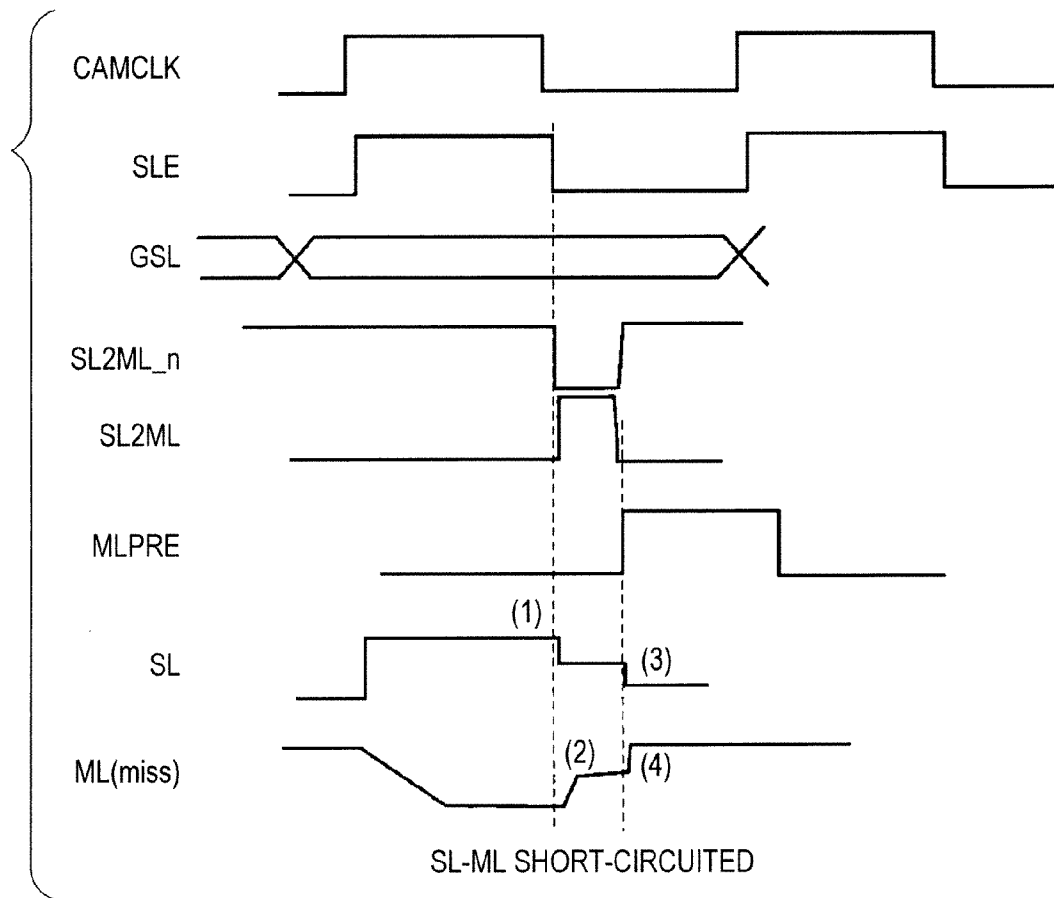 CAMCLK
SLE
GSL
SL2ML_n
SL2ML
MLPRE
(1)
SL
(3)
(2)
ML(miss)
(4)
SL-ML SHORT-CIRCUITED